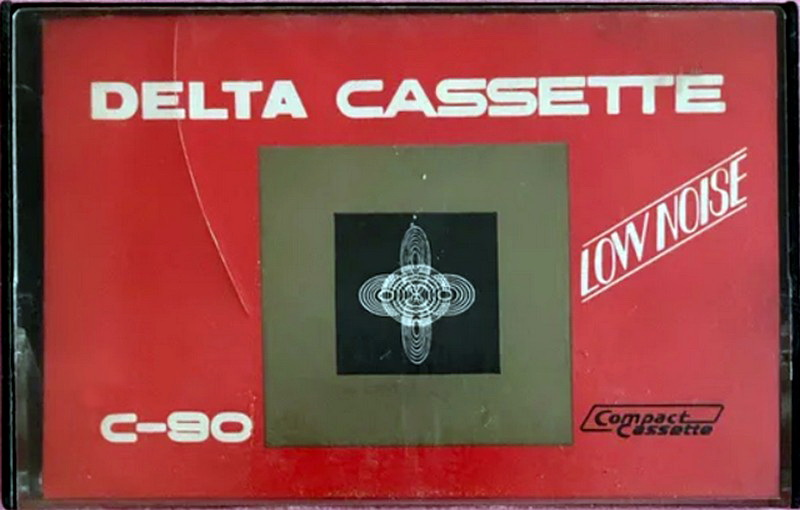 DELTA CASSETTE
LOW NOISE
C-90
Compact
Cassette